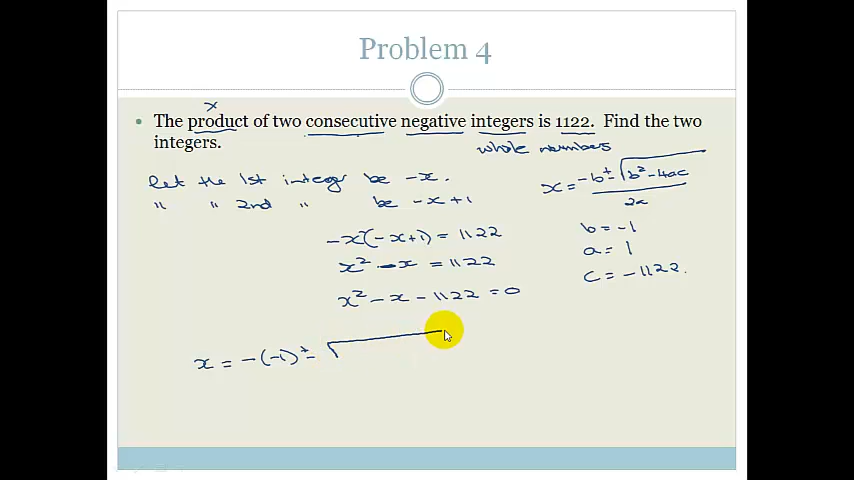 Problem 4
x
• The product of two consecutive negative integers is 1122. Find the two
integers.
whole numbers
Let the 1st integer be -x.
" " 2nd " be -x+1
x = -b±√b²-4ac
2a
-x(-x+1) = 1122
b = -1
x² - x = 1122
a = 1
x² - x - 1122 = 0
c = -1122.
x = -(-1) ± √